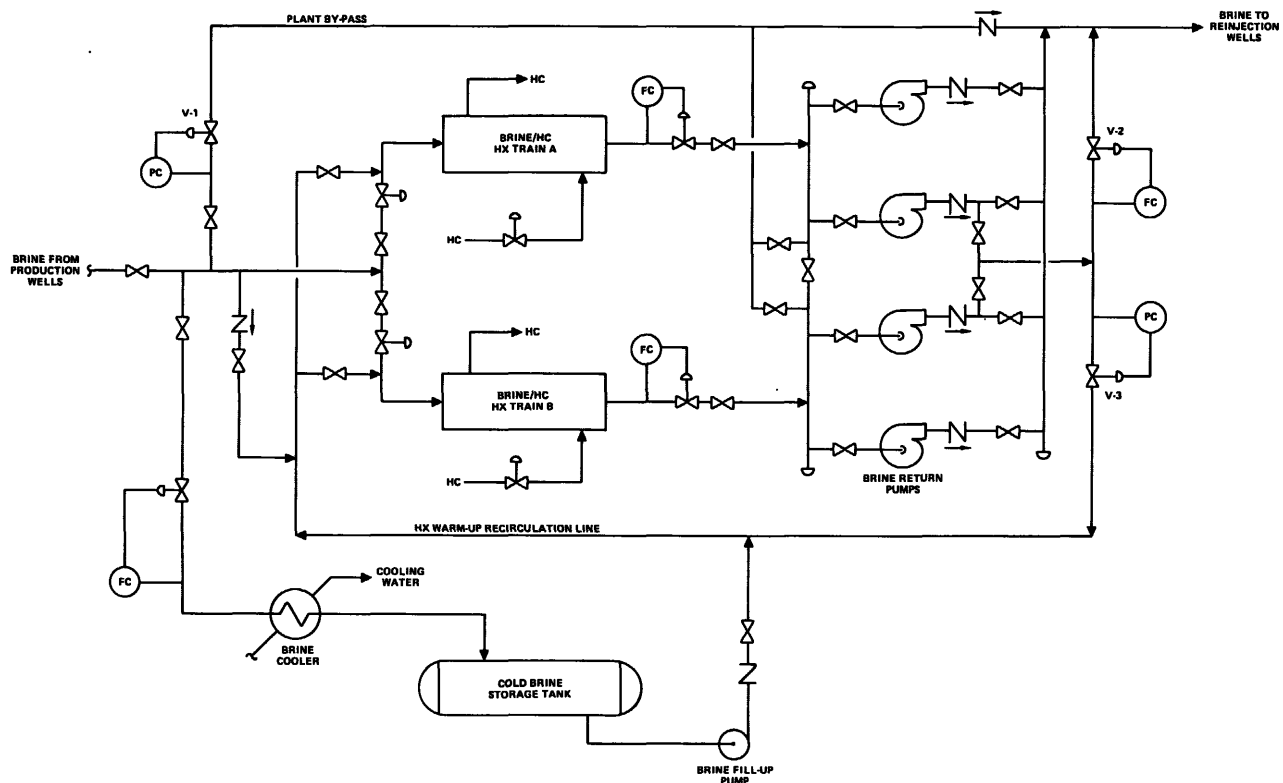 PLANT BY-PASS
BRINE TO
REINJECTION
WELLS
HC
FC
V-1
BRINE/HC
HX TRAIN A
V-2
PC
FC
HC
BRINE FROM
PRODUCTION
WELLS
HC
FC
PC
BRINE/HC
HX TRAIN B
V-3
HC
BRINE RETURN
PUMPS
HX WARM-UP RECIRCULATION LINE
FC
COOLING
WATER
BRINE
COOLER
COLD BRINE
STORAGE TANK
BRINE FILL-UP
PUMP